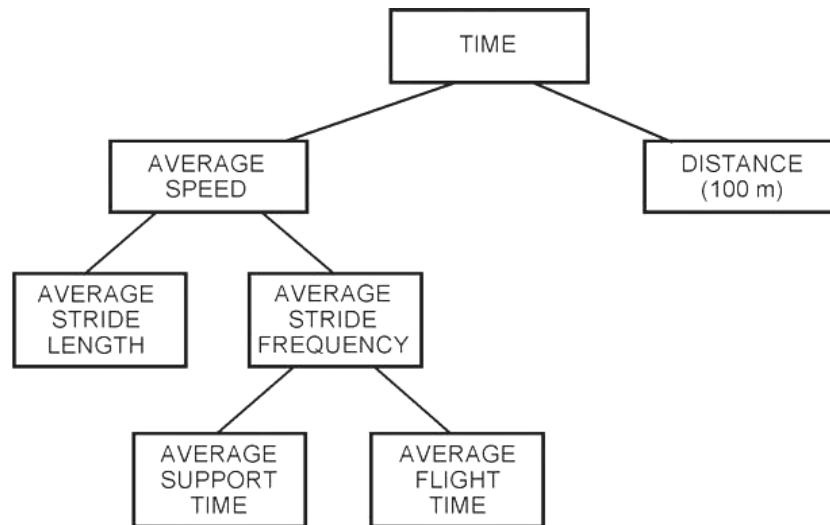 TIME
AVERAGE
SPEED
DISTANCE
(100 m)
AVERAGE
STRIDE
LENGTH
AVERAGE
STRIDE
FREQUENCY
AVERAGE
SUPPORT
TIME
AVERAGE
FLIGHT
TIME